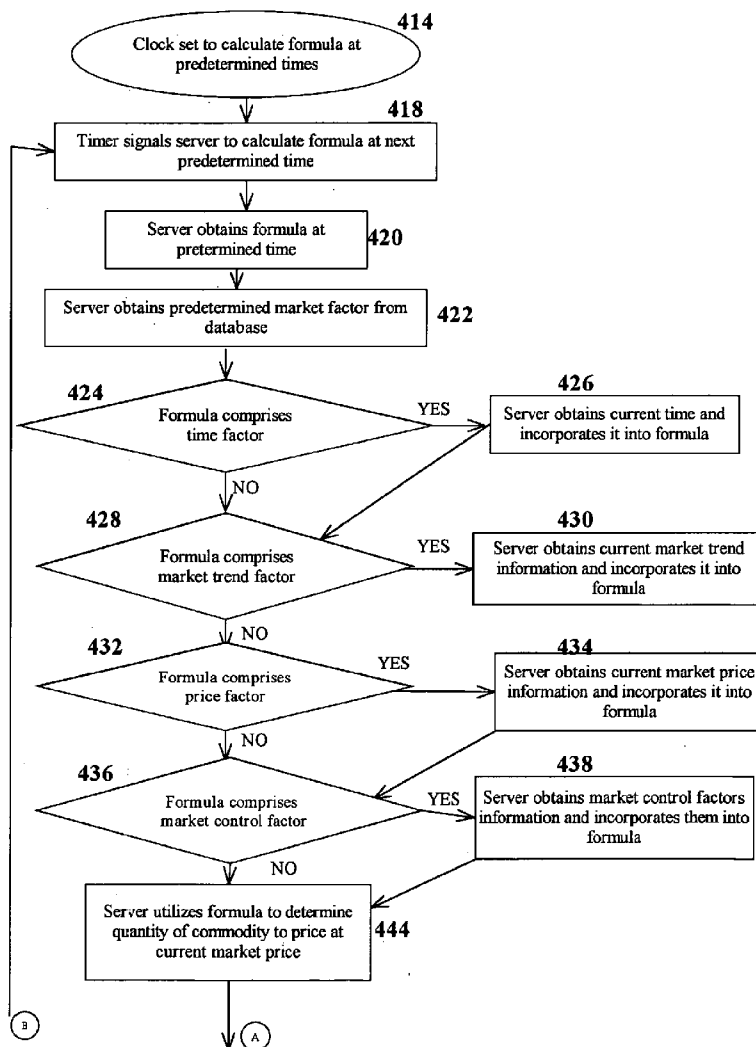 414
Clock set to calculate formula at
predetermined times
418
Timer signals server to calculate formula at next
predetermined time
Server obtains formula at
pretermined time
420
Server obtains predetermined market factor from
database
422
424
Formula comprises
time factor
YES
426
Server obtains current time and
incorporates it into formula
NO
428
Formula comprises
market trend factor
YES
430
Server obtains current market trend
information and incorporates it into
formula
NO
432
Formula comprises
price factor
YES
434
Server obtains current market price
information and incorporates it into
formula
NO
436
Formula comprises
market control factor
YES
438
Server obtains market control factors
information and incorporates them into
formula
NO
Server utilizes formula to determine
quantity of commodity to price at
current market price
444
B
A